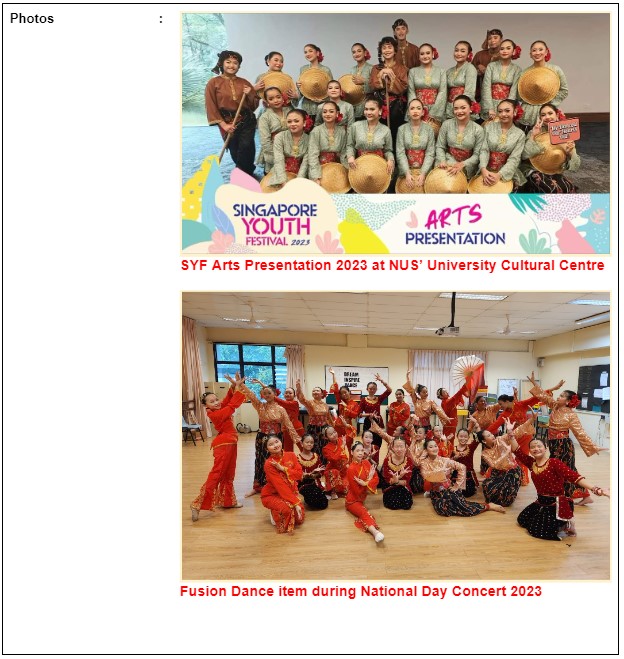 Photos :
SINGAPORE
YOUTH
FESTIVAL 2023
ARTS
PRESENTATION
SYF Arts Presentation 2023 at NUS' University Cultural Centre
DREAM
INSPIRE
DANCE
Fusion Dance item during National Day Concert 2023